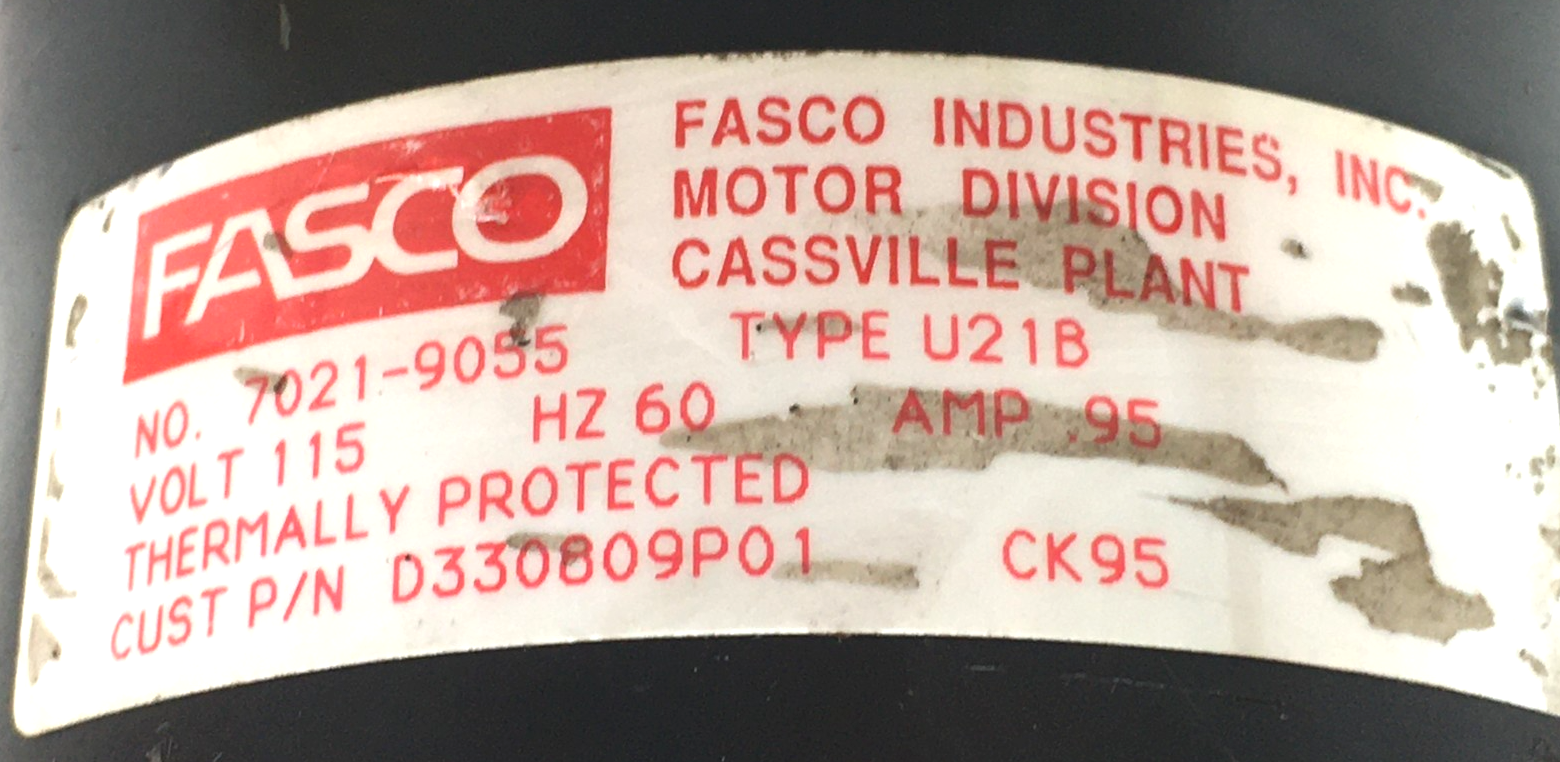 FASCO
FASCO INDUSTRIES, INC.
MOTOR DIVISION
CASSVILLE PLANT
NO. 7021-9055 TYPE U21B
VOLT 115 HZ 60 AMP .95
THERMALLY PROTECTED
CUST P/N D330809P01 CK95